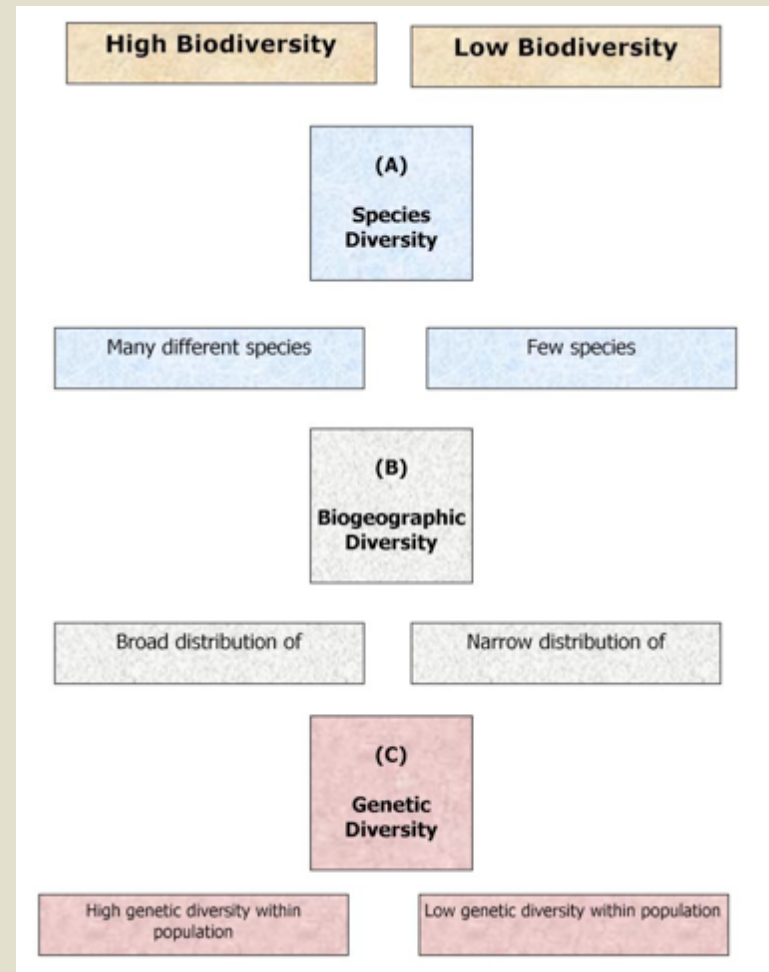 High Biodiversity
Low Biodiversity
(A)
Species
Diversity
Many different species
Few species
(B)
Biogeographic
Diversity
Broad distribution of
Narrow distribution of
(C)
Genetic
Diversity
High genetic diversity within
population
Low genetic diversity within population